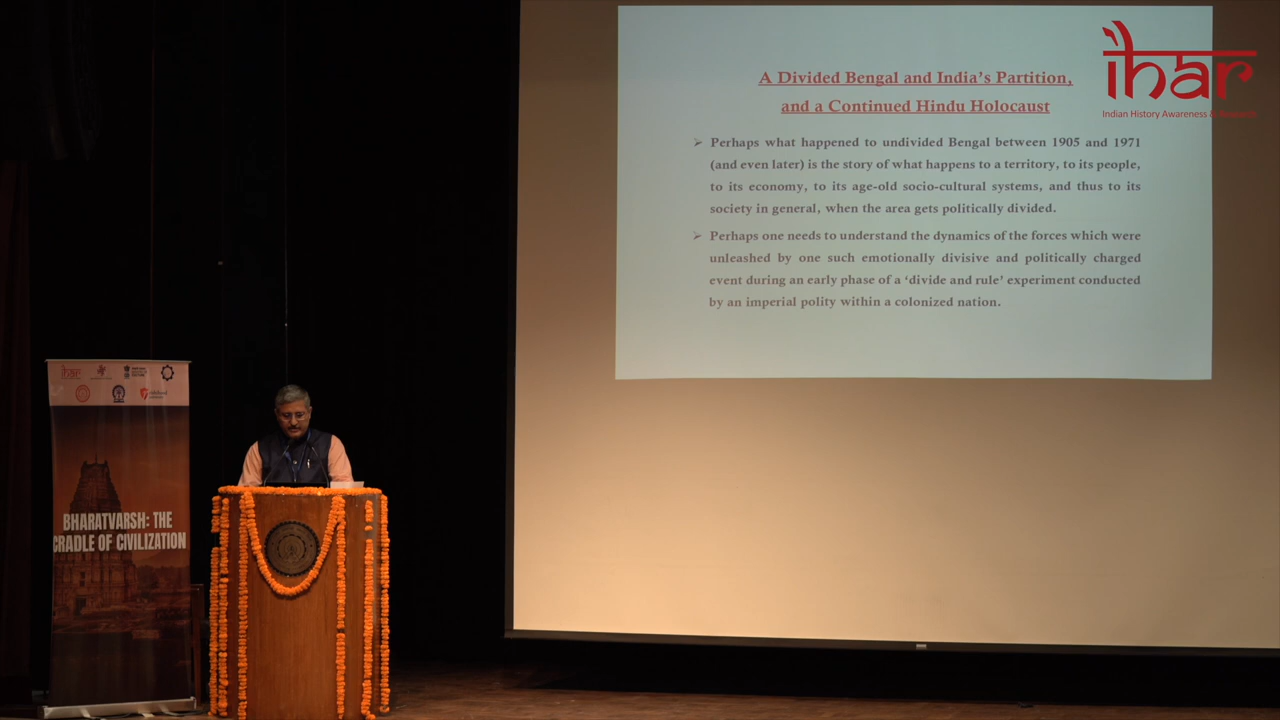 A Divided Bengal and India's Partition,
and a Continued Hindu Holocaust
➢ Perhaps what happened to undivided Bengal between 1905 and 1971
(and even later) is the story of what happens to a territory, to its people,
to its economy, to its age-old socio-cultural systems, and thus to its
society in general, when the area gets politically divided.
➢ Perhaps one needs to understand the dynamics of the forces which were
unleashed by one such emotionally divisive and politically charged
event during an early phase of a 'divide and rule' experiment conducted
by an imperial polity within a colonized nation.
ihar
Indian History Awareness &
ihar
BHARATVARSH: THE
CRADLE OF CIVILIZATION